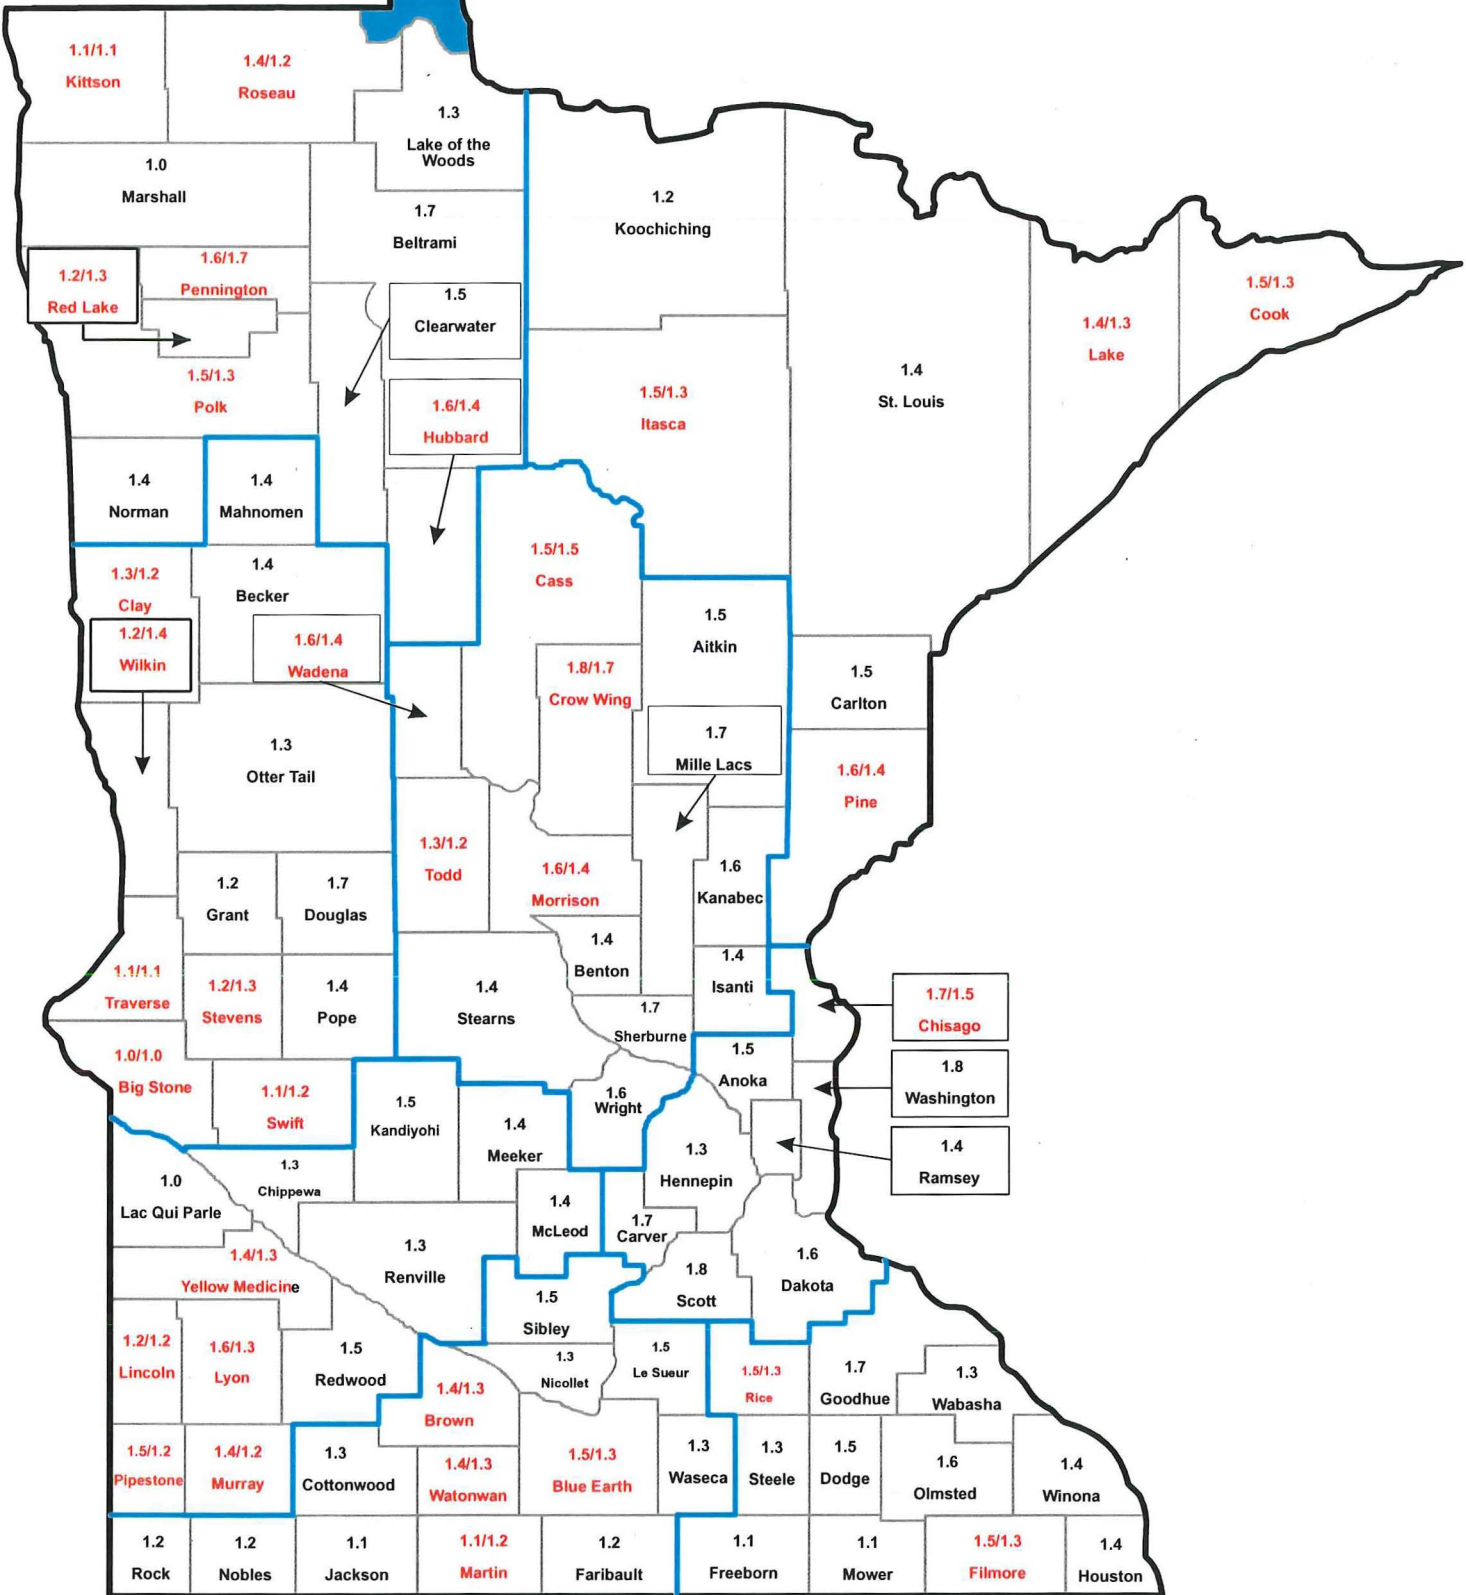 1.1/1.1
Kittson
1.4/1.2
Roseau
1.3
Lake of the
Woods
1.0
Marshall
1.7
Beltrami
1.2
Koochiching
1.2/1.3
Red Lake
1.6/1.7
Pennington
1.5
Clearwater
1.5/1.3
Cook
1.4/1.3
Lake
1.4
St. Louis
1.5/1.3
Polk
1.6/1.4
Hubbard
1.5/1.3
Itasca
1.4
Norman
1.4
Mahnomen
1.3/1.2
Clay
1.4
Becker
1.5/1.5
Cass
1.2/1.4
Wilkin
1.6/1.4
Wadena
1.5
Aitkin
1.8/1.7
Crow Wing
1.5
Carlton
1.7
Mille Lacs
1.3
Otter Tail
1.6/1.4
Pine
1.3/1.2
Todd
1.6/1.4
Morrison
1.6
Kanabec
1.2
Grant
1.7
Douglas
1.4
Benton
1.4
Isanti
1.1/1.1
Traverse
1.2/1.3
Stevens
1.4
Pope
1.4
Stearns
1.7
Sherburne
1.7/1.5
Chisago
1.0/1.0
Big Stone
1.1/1.2
Swift
1.5
Anoka
1.8
Washington
1.6
Wright
1.5
Kandiyohi
1.4
Meeker
1.3
Hennepin
1.4
Ramsey
1.0
Lac Qui Parle
1.3
Chippewa
1.4
McLeod
1.7
Carver
1.4/1.3
Yellow Medicine
1.3
Renville
1.8
Scott
1.6
Dakota
1.5
Sibley
1.2/1.2
Lincoln
1.6/1.3
Lyon
1.5
Redwood
1.3
Nicollet
1.5
Le Sueur
1.5/1.3
Rice
1.7
Goodhue
1.3
Wabasha
1.4/1.3
Brown
1.5/1.2
Pipestone
1.4/1.2
Murray
1.3
Cottonwood
1.4/1.3
Watonwan
1.5/1.3
Blue Earth
1.3
Waseca
1.3
Steele
1.5
Dodge
1.6
Olmsted
1.4
Winona
1.2
Rock
1.2
Nobles
1.1
Jackson
1.1/1.2
Martin
1.2
Faribault
1.1
Freeborn
1.1
Mower
1.5/1.3
Filmore
1.4
Houston